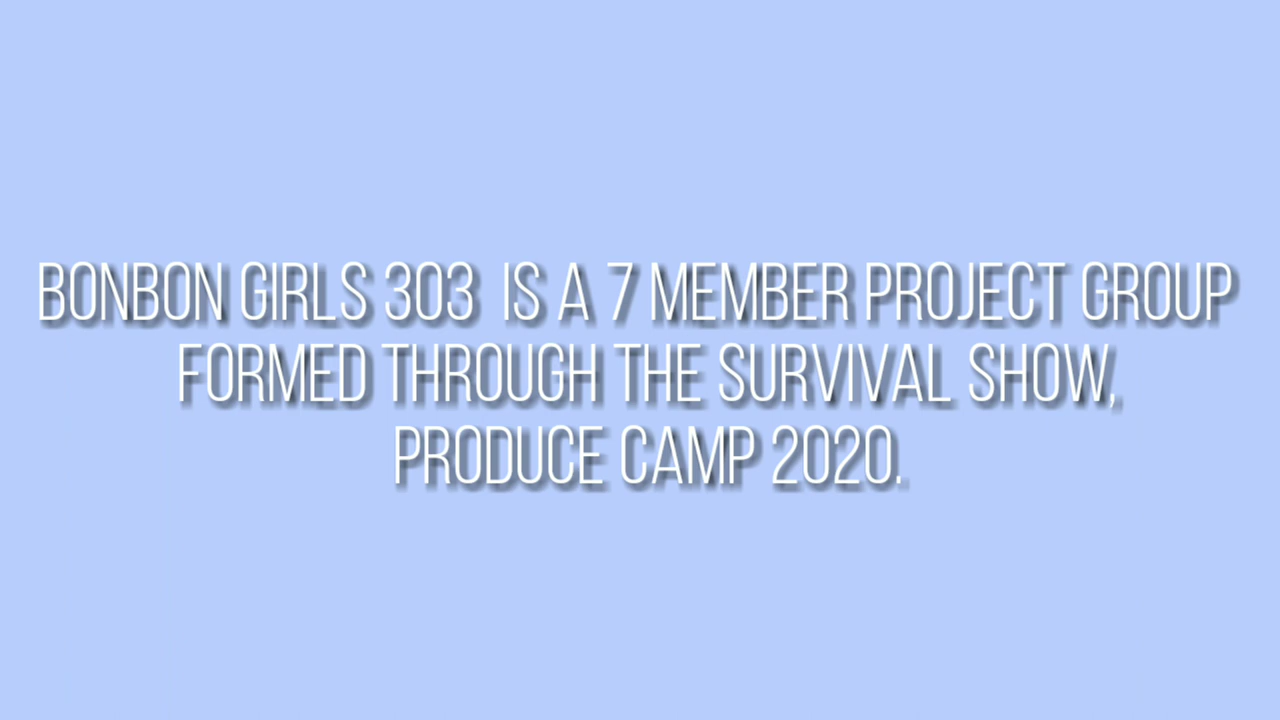 BONBON GIRLS 303 IS A 7 MEMBER PROJECT GROUP
FORMED THROUGH THE SURVIVAL SHOW,
PRODUCE CAMP 2020.